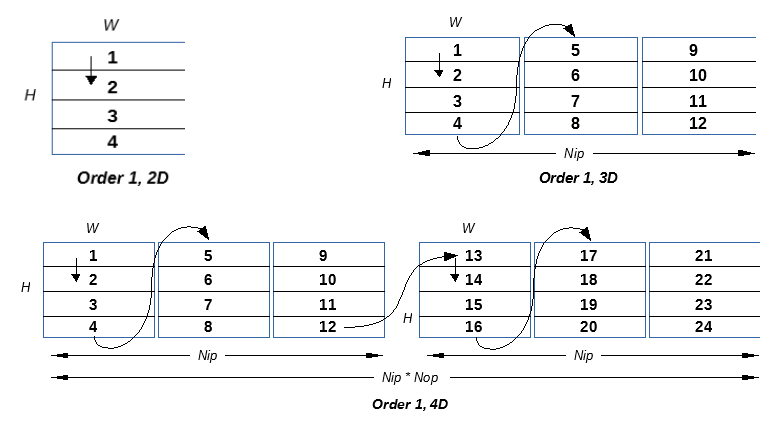 W
H
1
2
3
4
Order 1, 2D
W
H
1 5 9
2 6 10
3 7 11
4 8 12
Nip
Order 1, 3D
W W
1 5 9 13 17 21
H 2 6 10 14 18 22
3 7 11 15 19 23
4 8 12 H 16 20 24
Nip Nip
Nip * Nop
Order 1, 4D